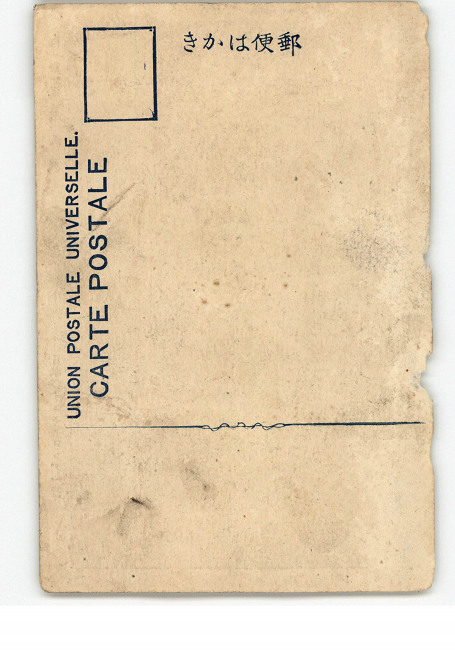 きかは便郵
UNION POSTALE UNIVERSELLE.
CARTE POSTALE